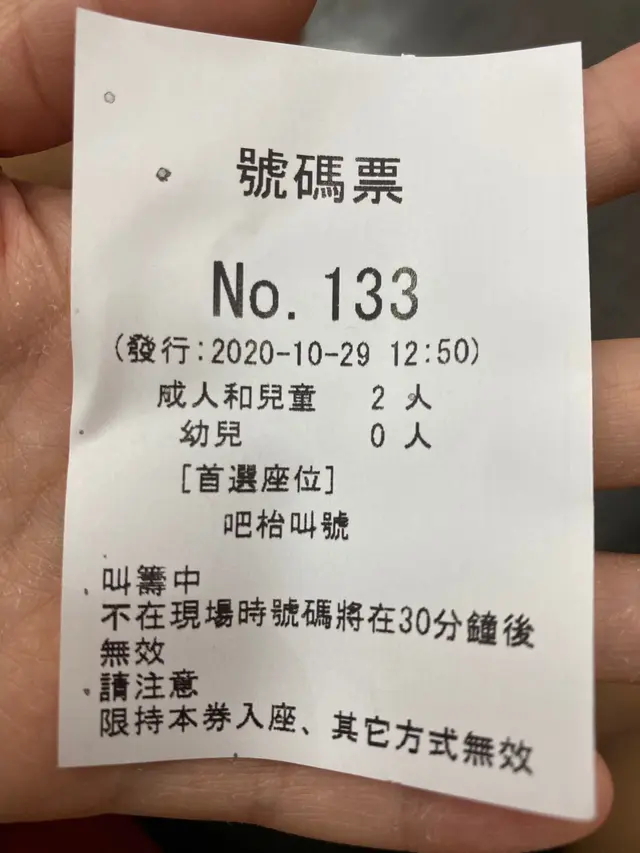 號碼票
No. 133
(發行:2020-10-29 12:50)
成人和兒童 2 人
幼兒 0 人
[首選座位]
吧枱叫號
叫籌中
不在現場時號碼將在30分鐘後
無效
請注意
限持本券入座、其它方式無效